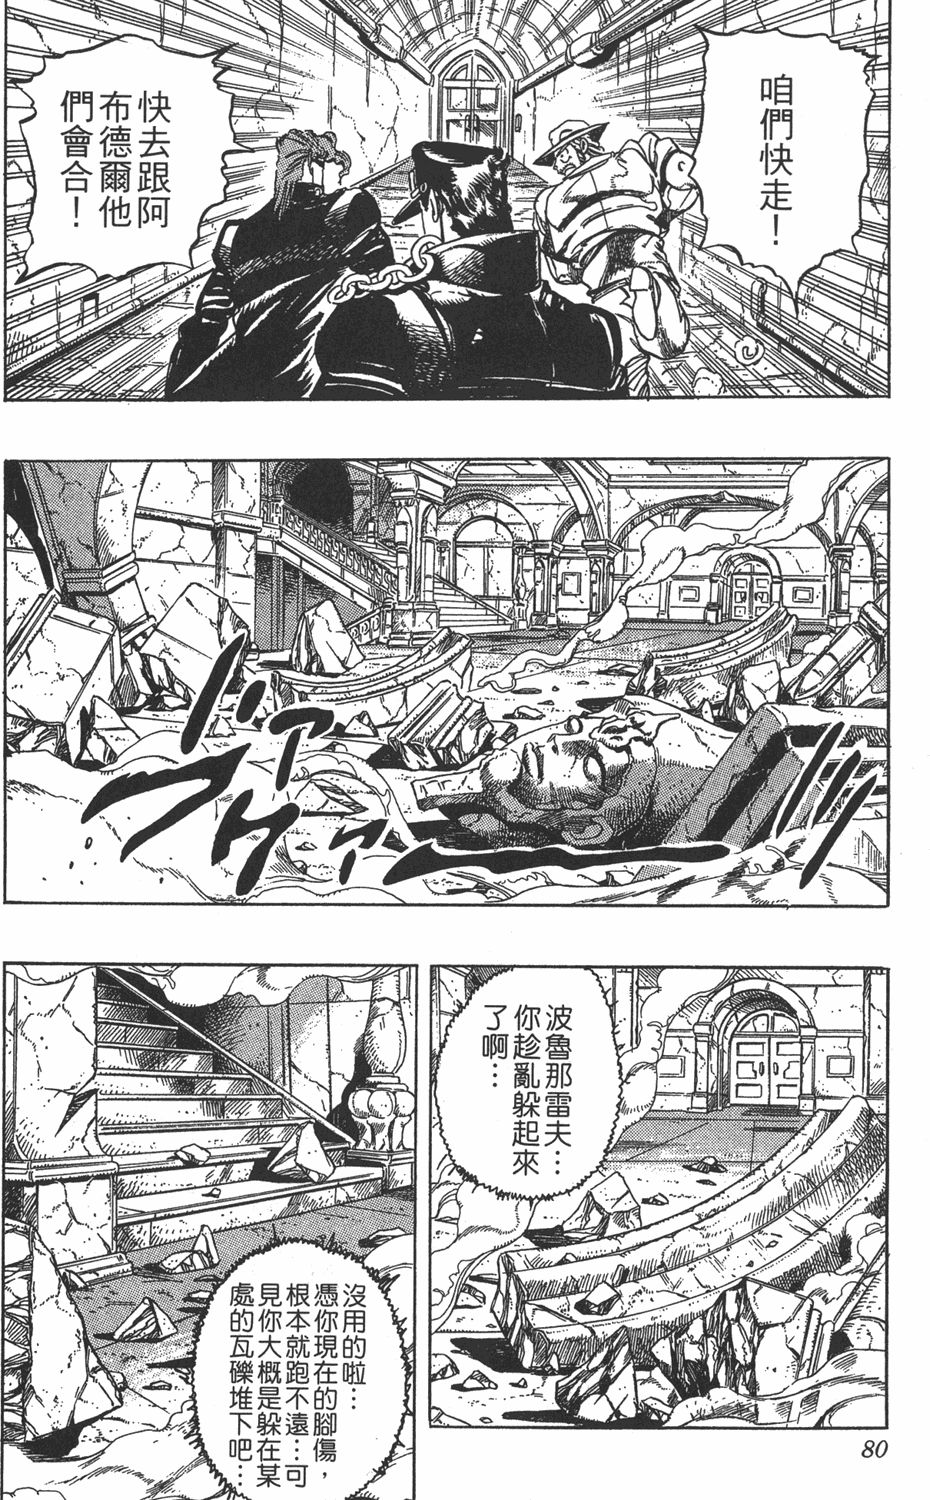 咱們快走！
快去跟阿
布德爾他
們會合！
ドァァ
ブァァ
波魯那雷夫…
你趁亂躲起來
了啊…
沒用的啦…
憑你現在的腳傷，
根本就跑不遠…可
見你大概是躲在某
處的瓦礫堆下吧…
80